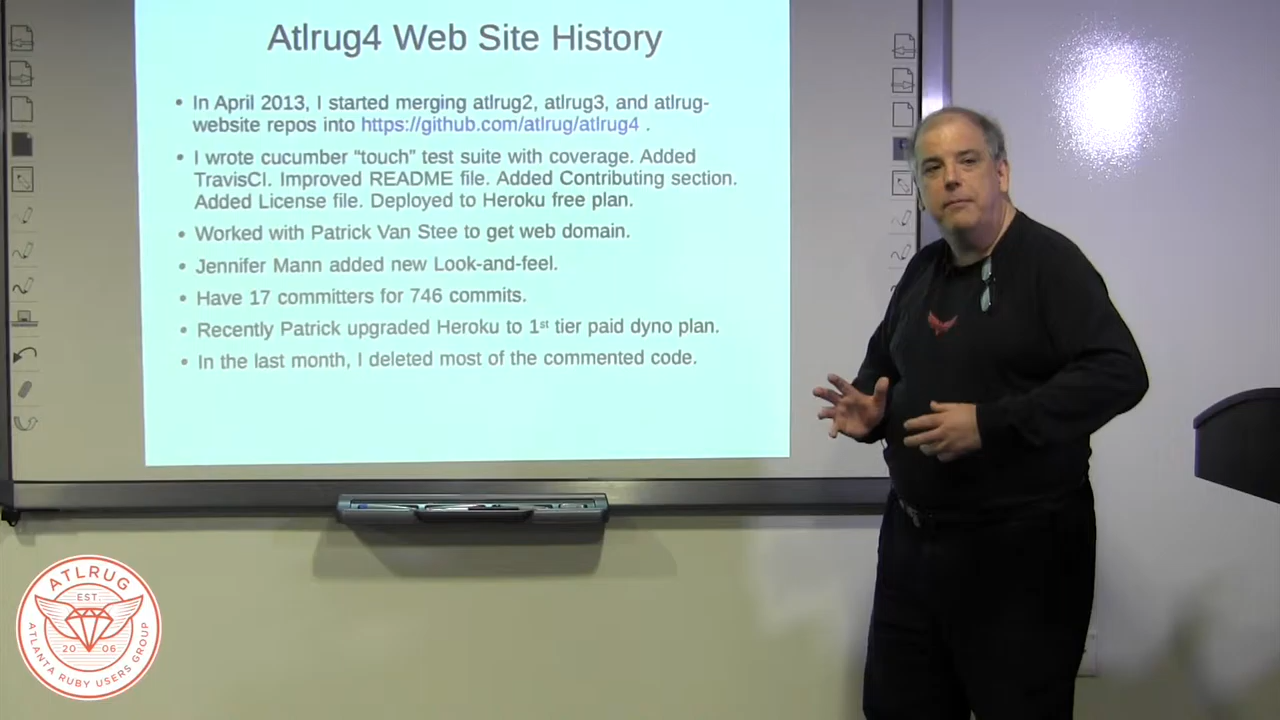 Atlrug4 Web Site History
• In April 2013, I started merging atlrug2, atlrug3, and atlrug-
website repos into https://github.com/atlrug/atlrug4 .
• I wrote cucumber "touch" test suite with coverage. Added
TravisCI. Improved README file. Added Contributing section.
Added License file. Deployed to Heroku free plan.
• Worked with Patrick Van Stee to get web domain.
• Jennifer Mann added new Look-and-feel.
• Have 17 committers for 746 commits.
• Recently Patrick upgraded Heroku to 1st tier paid dyno plan.
• In the last month, I deleted most of the commented code.
ATLRUG
EST.
20 06
ATLANTA RUBY USERS GROUP